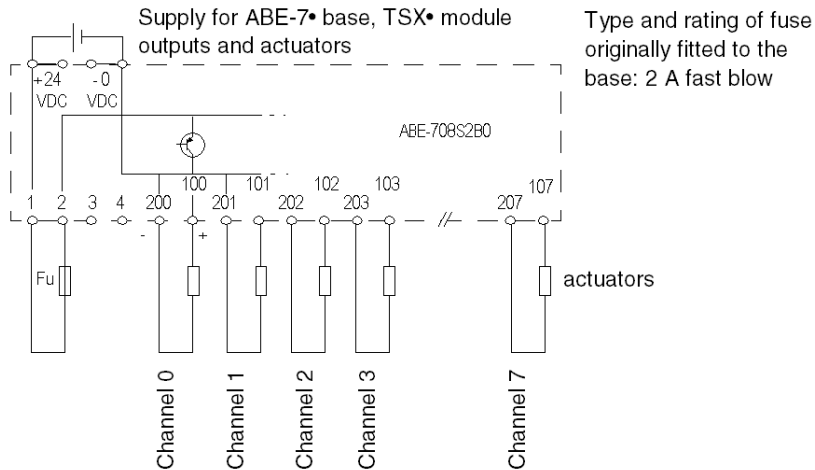 Supply for ABE-7• base, TSX• module
outputs and actuators
Type and rating of fuse
originally fitted to the
base: 2 A fast blow
+24 -0
VDC VDC
ABE-708S2B0
100 101 102 103 107
1 2 3 4 200 201 202 203 207
- +
Fu
actuators
Channel 0
Channel 1
Channel 2
Channel 3
Channel 7